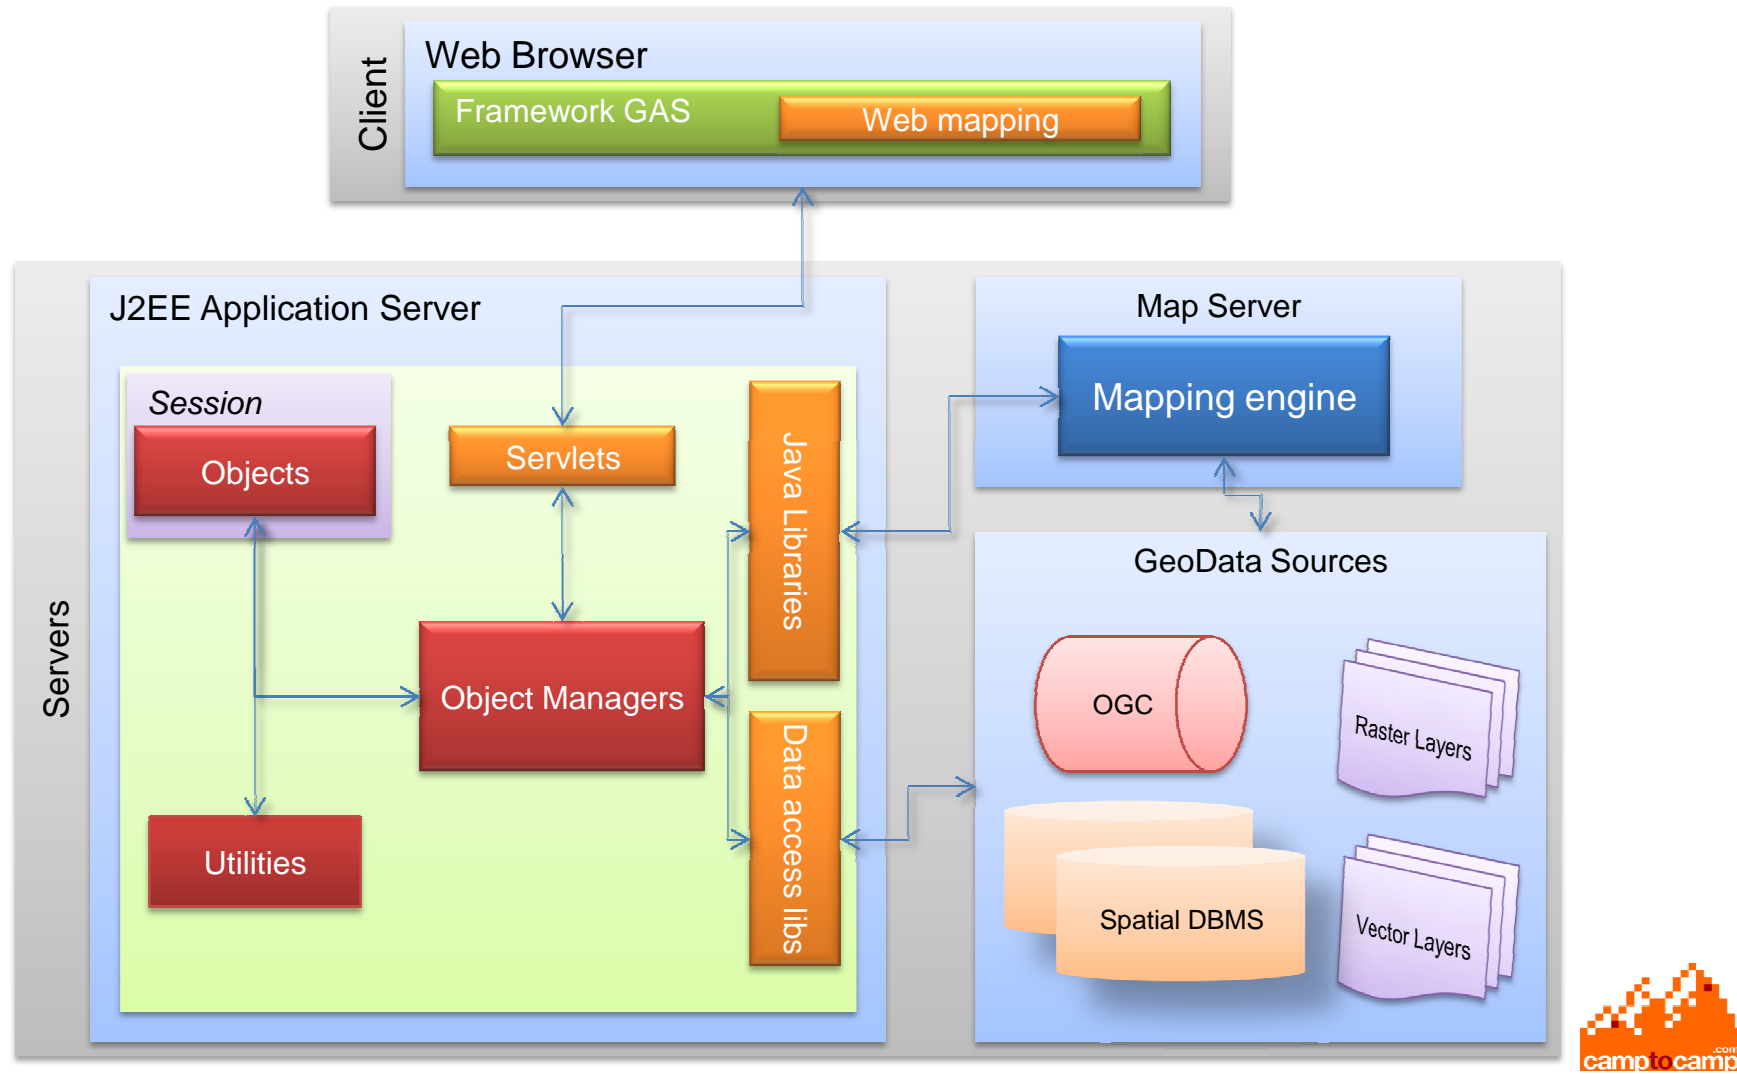 Client
Web Browser
Framework GAS
Web mapping
Servers
J2EE Application Server
Session
Objects
Servlets
Java Libraries
Object Managers
Data access libs
Utilities
Map Server
Mapping engine
GeoData Sources
OGC
Raster Layers
Spatial DBMS
Vector Layers
.com
camptocamp